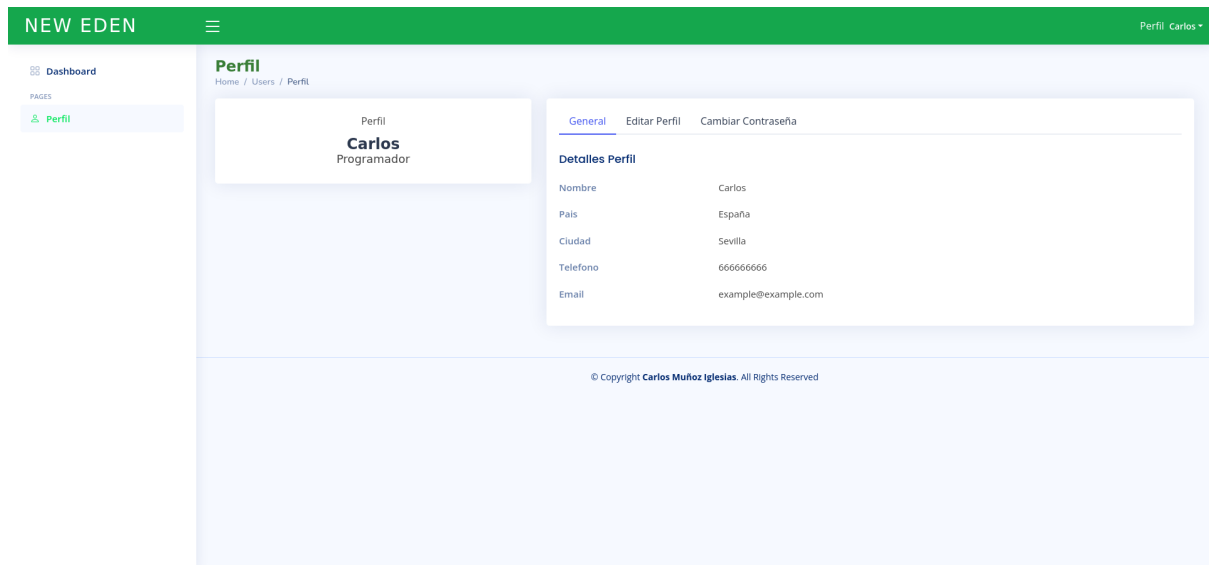 NEW EDEN
Perfil Carlos
Dashboard
PAGES
Perfil
Perfil
Home / Users / Perfil
Perfil
Carlos
Programador
General Editar Perfil Cambiar Contraseña
Detalles Perfil
Nombre Carlos
Pais España
Ciudad Sevilla
Telefono 666666666
Email example@example.com
© Copyright Carlos Muñoz Iglesias. All Rights Reserved